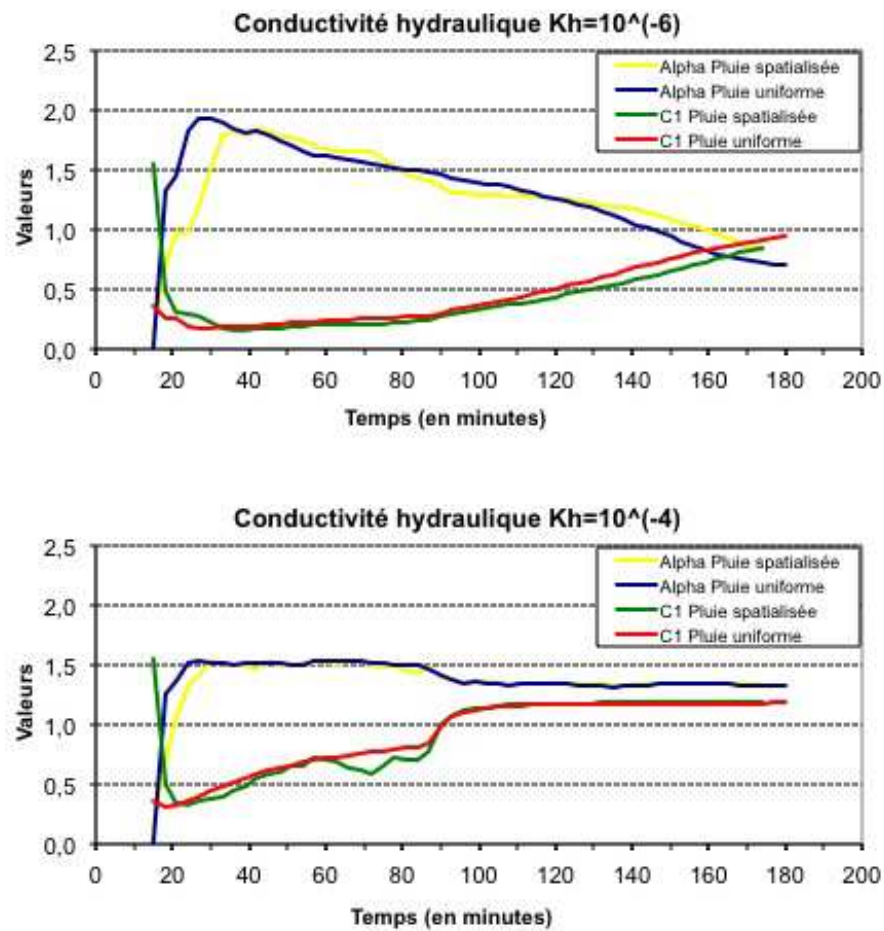 Conductivité hydraulique Kh=10^(-6)
2,5
2,0
1,5
1,0
0,5
0,0
Valeurs
Alpha Pluie spatialisée
Alpha Pluie uniforme
C1 Pluie spatialisée
C1 Pluie uniforme
0 20 40 60 80 100 120 140 160 180 200
Temps (en minutes)
Conductivité hydraulique Kh=10^(-4)
2,5
2,0
1,5
1,0
0,5
0,0
Valeurs
Alpha Pluie spatialisée
Alpha Pluie uniforme
C1 Pluie spatialisée
C1 Pluie uniforme
0 20 40 60 80 100 120 140 160 180 200
Temps (en minutes)